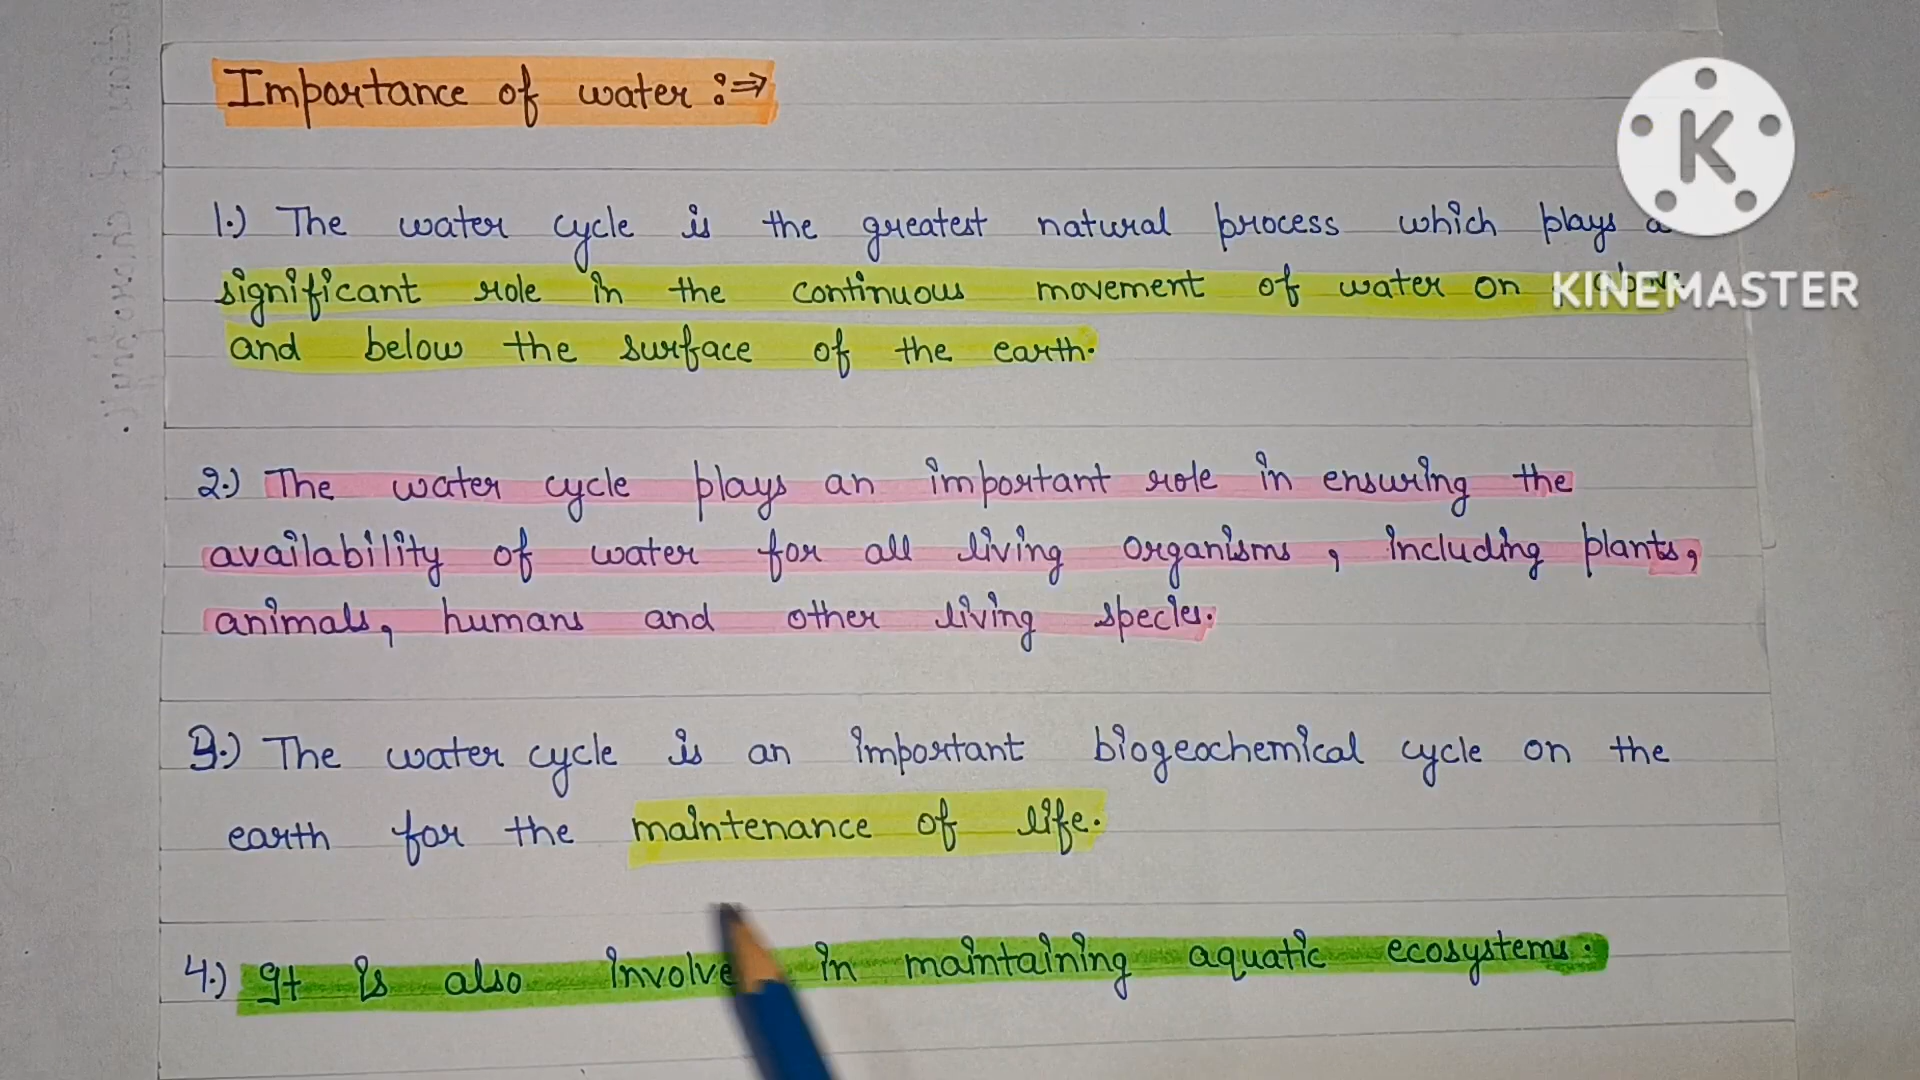 Importance of water :⇒
K
1.) The water cycle is the greatest natural process which plays a
KINEMASTER
significant role in the continuous movement of water on above
and below the surface of the earth.
2.) The water cycle plays an important role in ensuring the
availability of water for all living organisms, including plants,
animals, humans and other living species.
3.) The water cycle is an important biogeochemical cycle on the
earth for the maintenance of life.
4.) It is also involve in maintaining aquatic ecosystems.